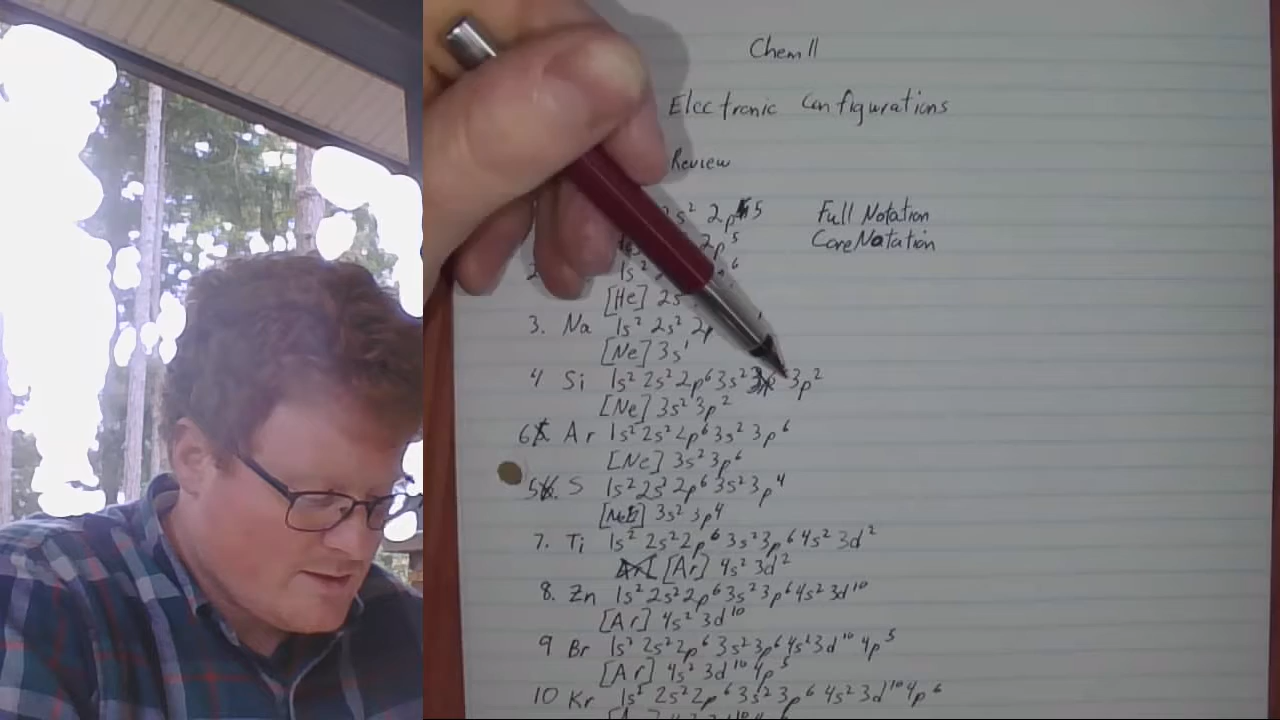 Chem 11
Electronic Configurations
Review
2s² 2p5 Full Notation
2p⁵ Core Notation
2 1s² 6
[He] 2s
3. Na 1s² 2s² 2p
[Ne] 3s¹
4 Si 1s² 2s² 2p⁶ 3s² 3p²
[Ne] 3s² 3p²
6 Ar 1s² 2s² 2p⁶ 3s² 3p⁶
[Ne] 3s² 3p⁶
5. S 1s² 2s² 2p⁶ 3s² 3p⁴
[Ne] 3s² 3p⁴
7. Ti 1s² 2s² 2p⁶ 3s² 3p⁶ 4s² 3d²
[Ar] 4s² 3d²
8. Zn 1s² 2s² 2p⁶ 3s² 3p⁶ 4s² 3d¹⁰
[Ar] 4s² 3d¹⁰
9 Br 1s² 2s² 2p⁶ 3s² 3p⁶ 4s² 3d¹⁰ 4p⁵
[Ar] 4s² 3d¹⁰ 4p⁵
10 Kr 1s² 2s² 2p⁶ 3s² 3p⁶ 4s² 3d¹⁰ 4p⁶